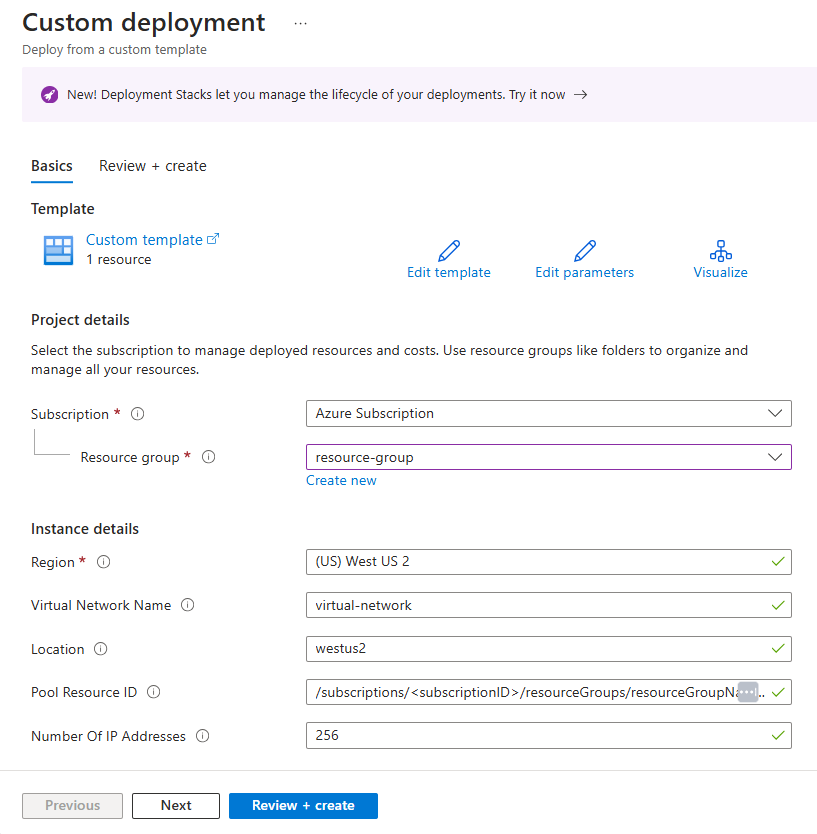 Custom deployment ...
Deploy from a custom template
New! Deployment Stacks let you manage the lifecycle of your deployments. Try it now →
Basics Review + create
Template
Custom template
1 resource
Edit template Edit parameters Visualize
Project details
Select the subscription to manage deployed resources and costs. Use resource groups like folders to organize and
manage all your resources.
Subscription * Azure Subscription
Resource group * resource-group
Create new
Instance details
Region * (US) West US 2
Virtual Network Name virtual-network
Location westus2
Pool Resource ID /subscriptions/<subscriptionID>/resourceGroups/resourceGroupNa...
Number Of IP Addresses 256
Previous Next Review + create